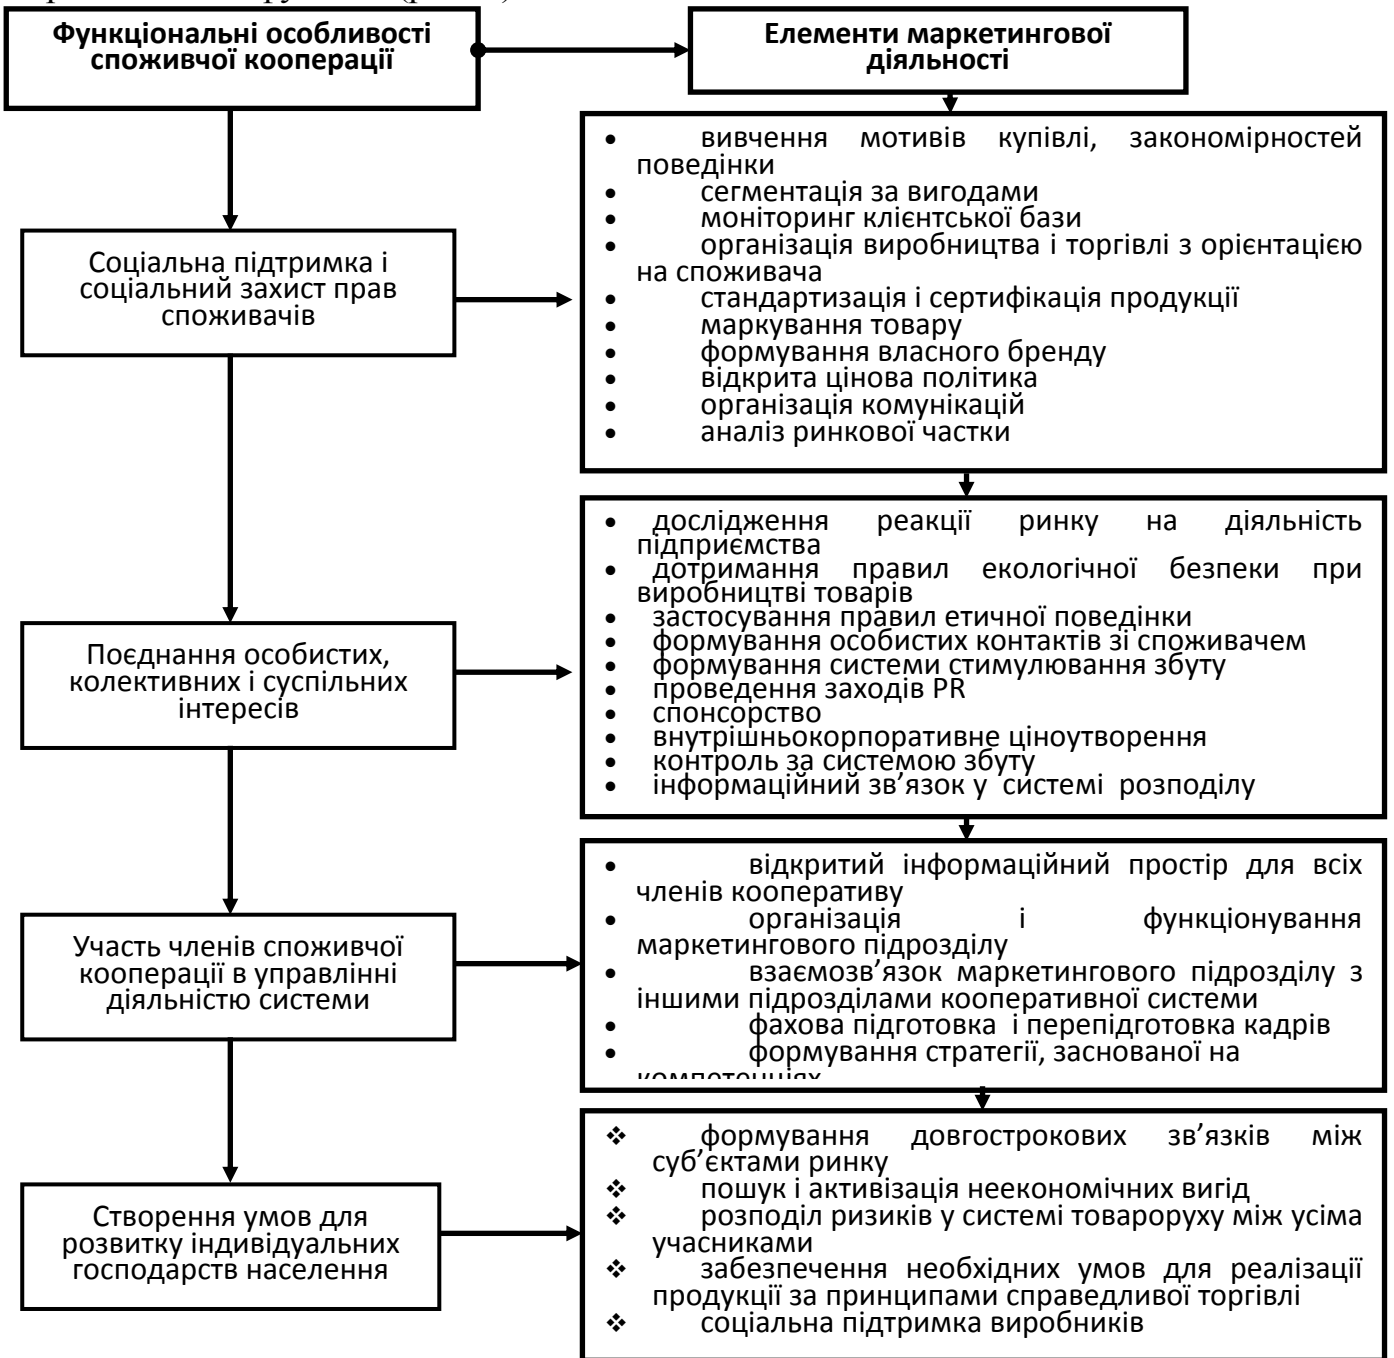 Функціональні особливості
споживчої кооперації
Елементи маркетингової
діяльності
• вивчення мотивів купівлі, закономірностей
поведінки
• сегментація за вигодами
• моніторинг клієнтської бази
• організація виробництва і торгівлі з орієнтацією
на споживача
• стандартизація і сертифікація продукції
• маркування товару
• формування власного бренду
• відкрита цінова політика
• організація комунікацій
• аналіз ринкової частки
Соціальна підтримка і
соціальний захист прав
споживачів
• дослідження реакції ринку на діяльність
підприємства
• дотримання правил екологічної безпеки при
виробництві товарів
• застосування правил етичної поведінки
• формування особистих контактів зі споживачем
• формування системи стимулювання збуту
• проведення заходів PR
• спонсорство
• внутрішньокорпоративне ціноутворення
• контроль за системою збуту
• інформаційний зв’язок у системі розподілу
Поєднання особистих,
колективних і суспільних
інтересів
• відкритий інформаційний простір для всіх
членів кооперативу
• організація і функціонування
маркетингового підрозділу
• взаємозв’язок маркетингового підрозділу з
іншими підрозділами кооперативної системи
• фахова підготовка і перепідготовка кадрів
• формування стратегії, заснованої на
компетенціях
Участь членів споживчої
кооперації в управлінні
діяльністю системи
❖ формування довгострокових зв’язків між
суб’єктами ринку
❖ пошук і активізація неекономічних вигід
❖ розподіл ризиків у системі товароруху між усіма
учасниками
❖ забезпечення необхідних умов для реалізації
продукції за принципами справедливої торгівлі
❖ соціальна підтримка виробників
Створення умов для
розвитку індивідуальних
господарств населення